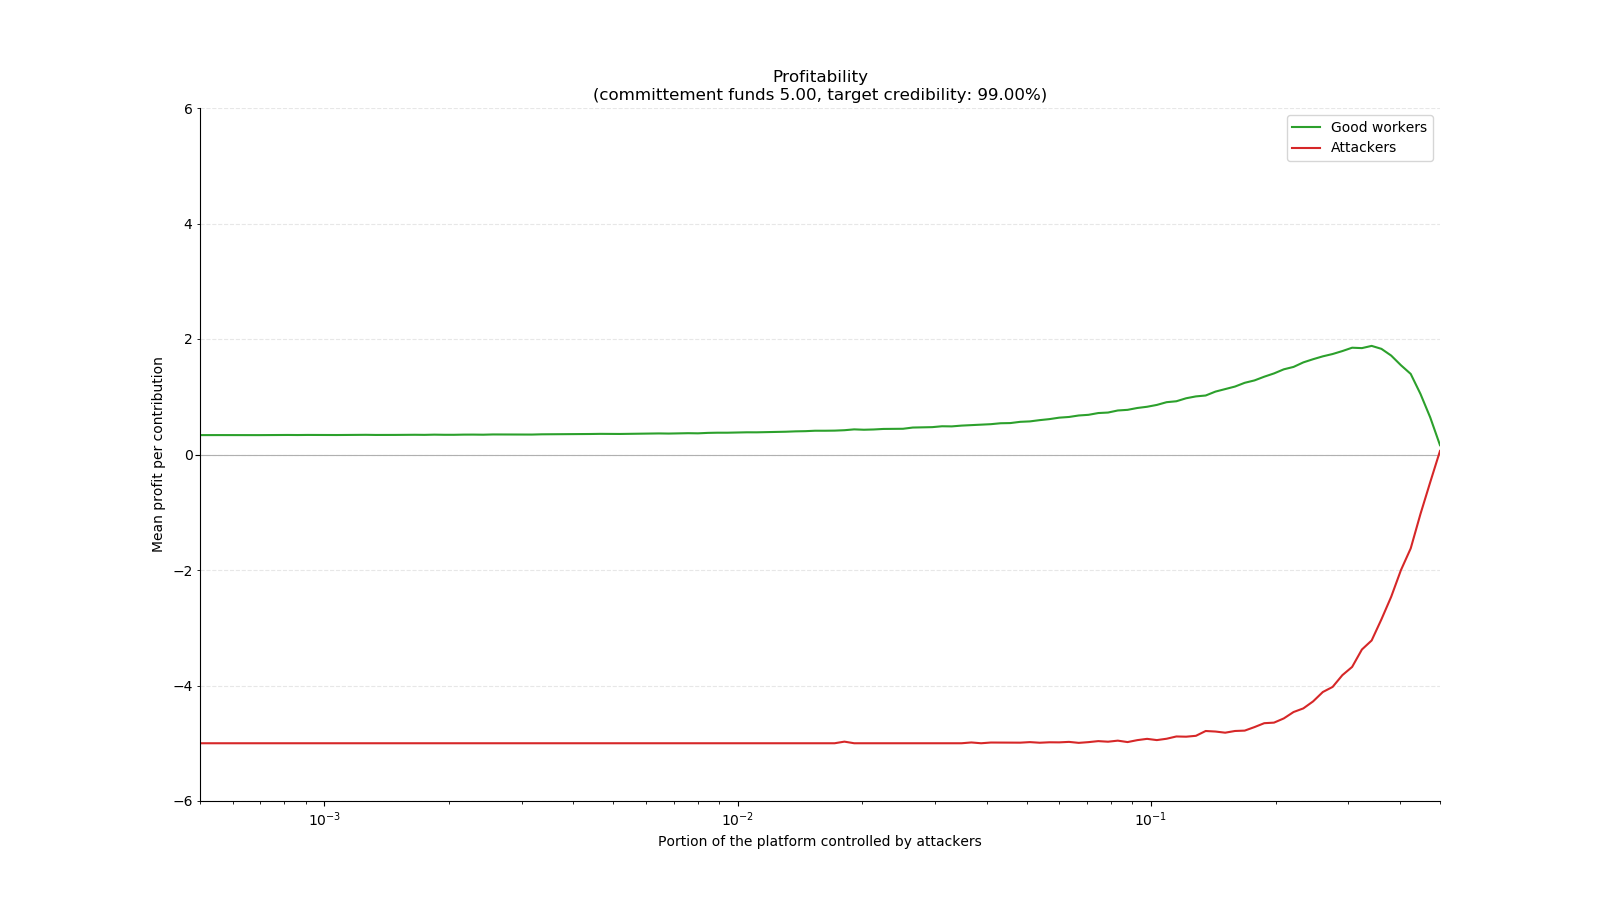 Profitability
(committement funds 5.00, target credibility: 99.00%)
Good workers
Attackers
6
4
2
0
−2
−4
−6
Mean profit per contribution
10⁻³ 10⁻² 10⁻¹
Portion of the platform controlled by attackers